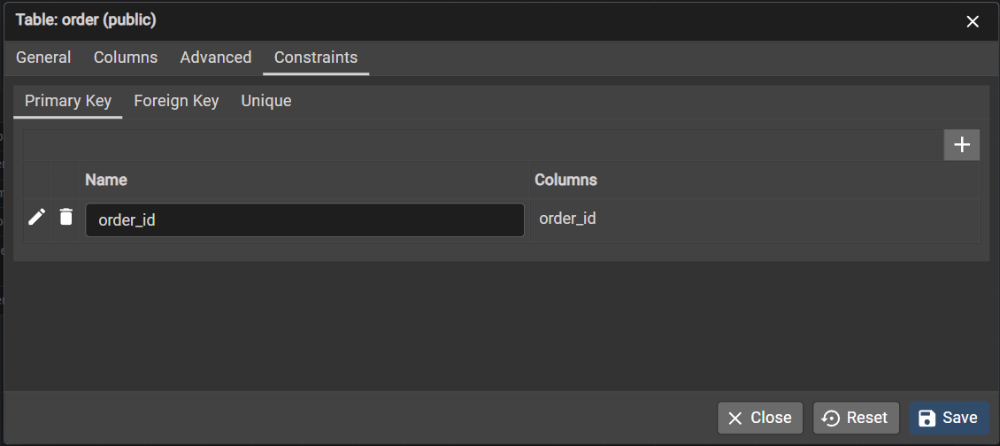 Table: order (public)
General Columns Advanced Constraints
Primary Key Foreign Key Unique
Name Columns
order_id order_id
Close Reset Save